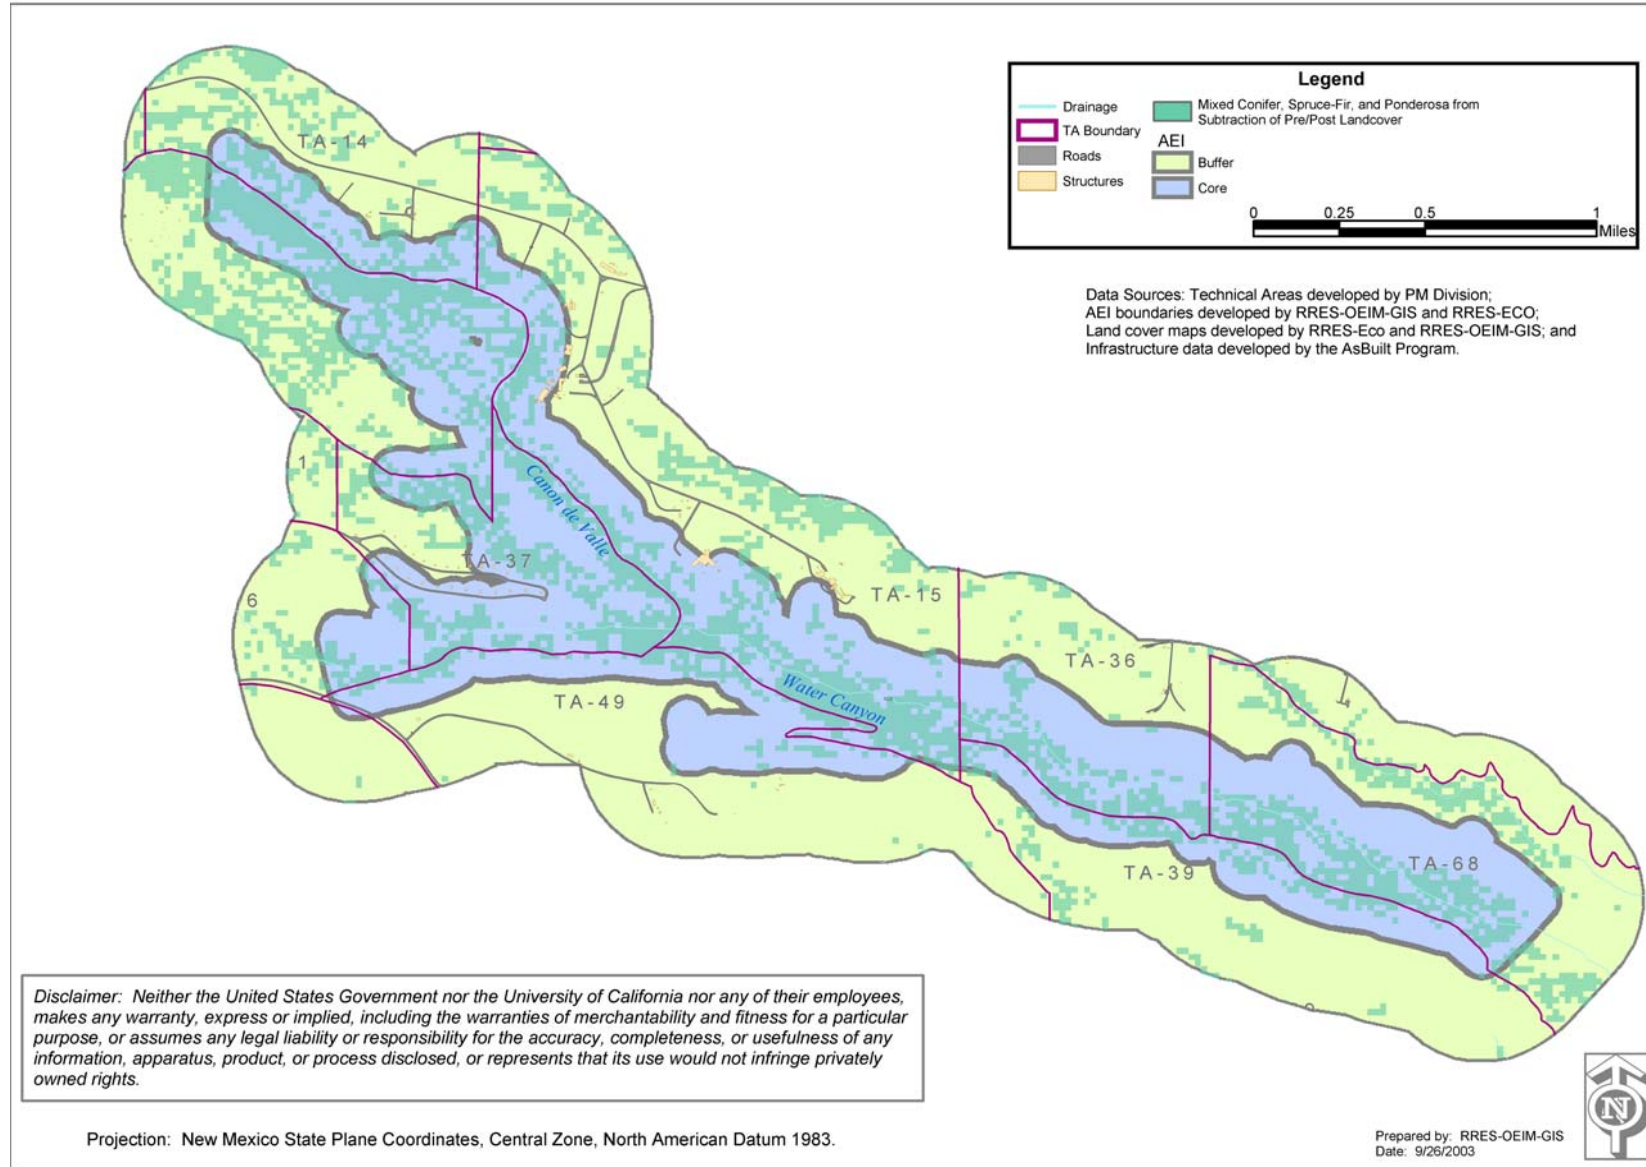 Legend
Drainage
TA Boundary
Roads
Structures
Mixed Conifer, Spruce-Fir, and Ponderosa from
Subtraction of Pre/Post Landcover
AEI
Buffer
Core
0 0.25 0.5 1
Miles
Data Sources: Technical Areas developed by PM Division;
AEI boundaries developed by RRES-OEIM-GIS and RRES-ECO;
Land cover maps developed by RRES-Eco and RRES-OEIM-GIS; and
Infrastructure data developed by the AsBuilt Program.
TA-14
1
Canon de Valle
TA-37
6
TA-15
TA-36
TA-49
Water Canyon
TA-39
TA-68
Disclaimer: Neither the United States Government nor the University of California nor any of their employees,
makes any warranty, express or implied, including the warranties of merchantability and fitness for a particular
purpose, or assumes any legal liability or responsibility for the accuracy, completeness, or usefulness of any
information, apparatus, product, or process disclosed, or represents that its use would not infringe privately
owned rights.
Projection: New Mexico State Plane Coordinates, Central Zone, North American Datum 1983.
N
Prepared by: RRES-OEIM-GIS
Date: 9/26/2003